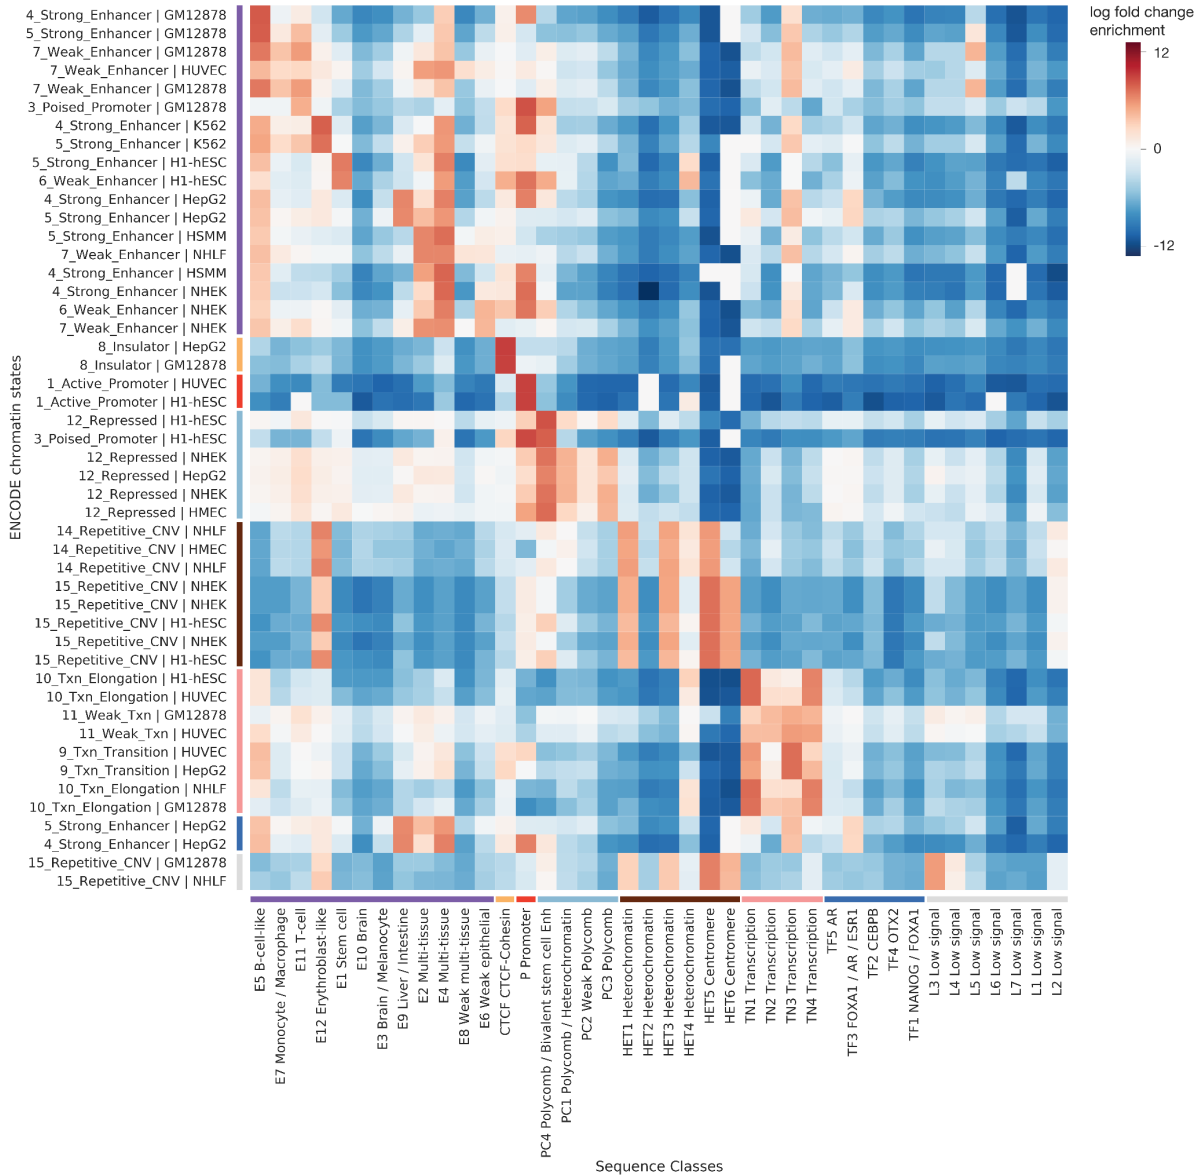 log fold change
enrichment
12
0
-12
ENCODE chromatin states
4_Strong_Enhancer | GM12878
5_Strong_Enhancer | GM12878
7_Weak_Enhancer | GM12878
7_Weak_Enhancer | HUVEC
7_Weak_Enhancer | GM12878
3_Poised_Promoter | GM12878
4_Strong_Enhancer | K562
5_Strong_Enhancer | K562
5_Strong_Enhancer | H1-hESC
6_Weak_Enhancer | H1-hESC
4_Strong_Enhancer | HepG2
5_Strong_Enhancer | HepG2
5_Strong_Enhancer | HSMM
7_Weak_Enhancer | NHLF
4_Strong_Enhancer | HSMM
4_Strong_Enhancer | NHEK
6_Weak_Enhancer | NHEK
7_Weak_Enhancer | NHEK
8_Insulator | HepG2
8_Insulator | GM12878
1_Active_Promoter | HUVEC
1_Active_Promoter | H1-hESC
12_Repressed | H1-hESC
3_Poised_Promoter | H1-hESC
12_Repressed | NHEK
12_Repressed | HepG2
12_Repressed | NHEK
12_Repressed | HMEC
14_Repetitive_CNV | NHLF
14_Repetitive_CNV | HMEC
14_Repetitive_CNV | NHLF
15_Repetitive_CNV | NHEK
15_Repetitive_CNV | NHEK
15_Repetitive_CNV | H1-hESC
15_Repetitive_CNV | NHEK
15_Repetitive_CNV | H1-hESC
10_Txn_Elongation | H1-hESC
10_Txn_Elongation | HUVEC
11_Weak_Txn | GM12878
11_Weak_Txn | HUVEC
9_Txn_Transition | HUVEC
9_Txn_Transition | HepG2
10_Txn_Elongation | NHLF
10_Txn_Elongation | GM12878
5_Strong_Enhancer | HepG2
4_Strong_Enhancer | HepG2
15_Repetitive_CNV | GM12878
15_Repetitive_CNV | NHLF
E5 B-cell-like
E7 Monocyte / Macrophage
E11 T-cell
E12 Erythroblast-like
E1 Stem cell
E10 Brain
E3 Brain / Melanocyte
E9 Liver / Intestine
E2 Multi-tissue
E4 Multi-tissue
E8 Weak multi-tissue
E6 Weak epithelial
CTCF CTCF-Cohesin
P Promoter
PC4 Polycomb / Bivalent stem cell Enh
PC1 Polycomb / Heterochromatin
PC2 Weak Polycomb
PC3 Polycomb
HET1 Heterochromatin
HET2 Heterochromatin
HET3 Heterochromatin
HET4 Heterochromatin
HET5 Centromere
HET6 Centromere
TN1 Transcription
TN2 Transcription
TN3 Transcription
TN4 Transcription
TF5 AR
TF3 FOXA1 / AR / ESR1
TF2 CEBPB
TF4 OTX2
TF1 NANOG / FOXA1
L3 Low signal
L4 Low signal
L5 Low signal
L6 Low signal
L7 Low signal
L1 Low signal
L2 Low signal
Sequence Classes